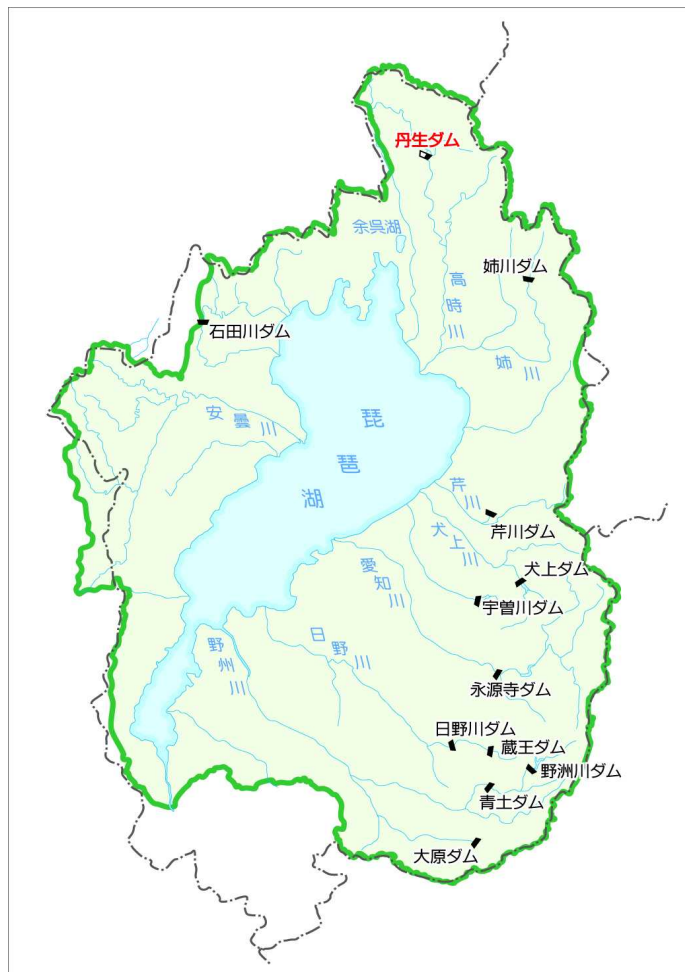 丹生ダム
余呉湖
姉川ダム
高時川
石田川ダム
姉川
安曇川
琵琶湖
芹川
芹川ダム
犬上川
犬上ダム
愛知川
宇曽川ダム
日野川
野州川
永源寺ダム
日野川ダム
蔵王ダム
野洲川ダム
青土ダム
大原ダム